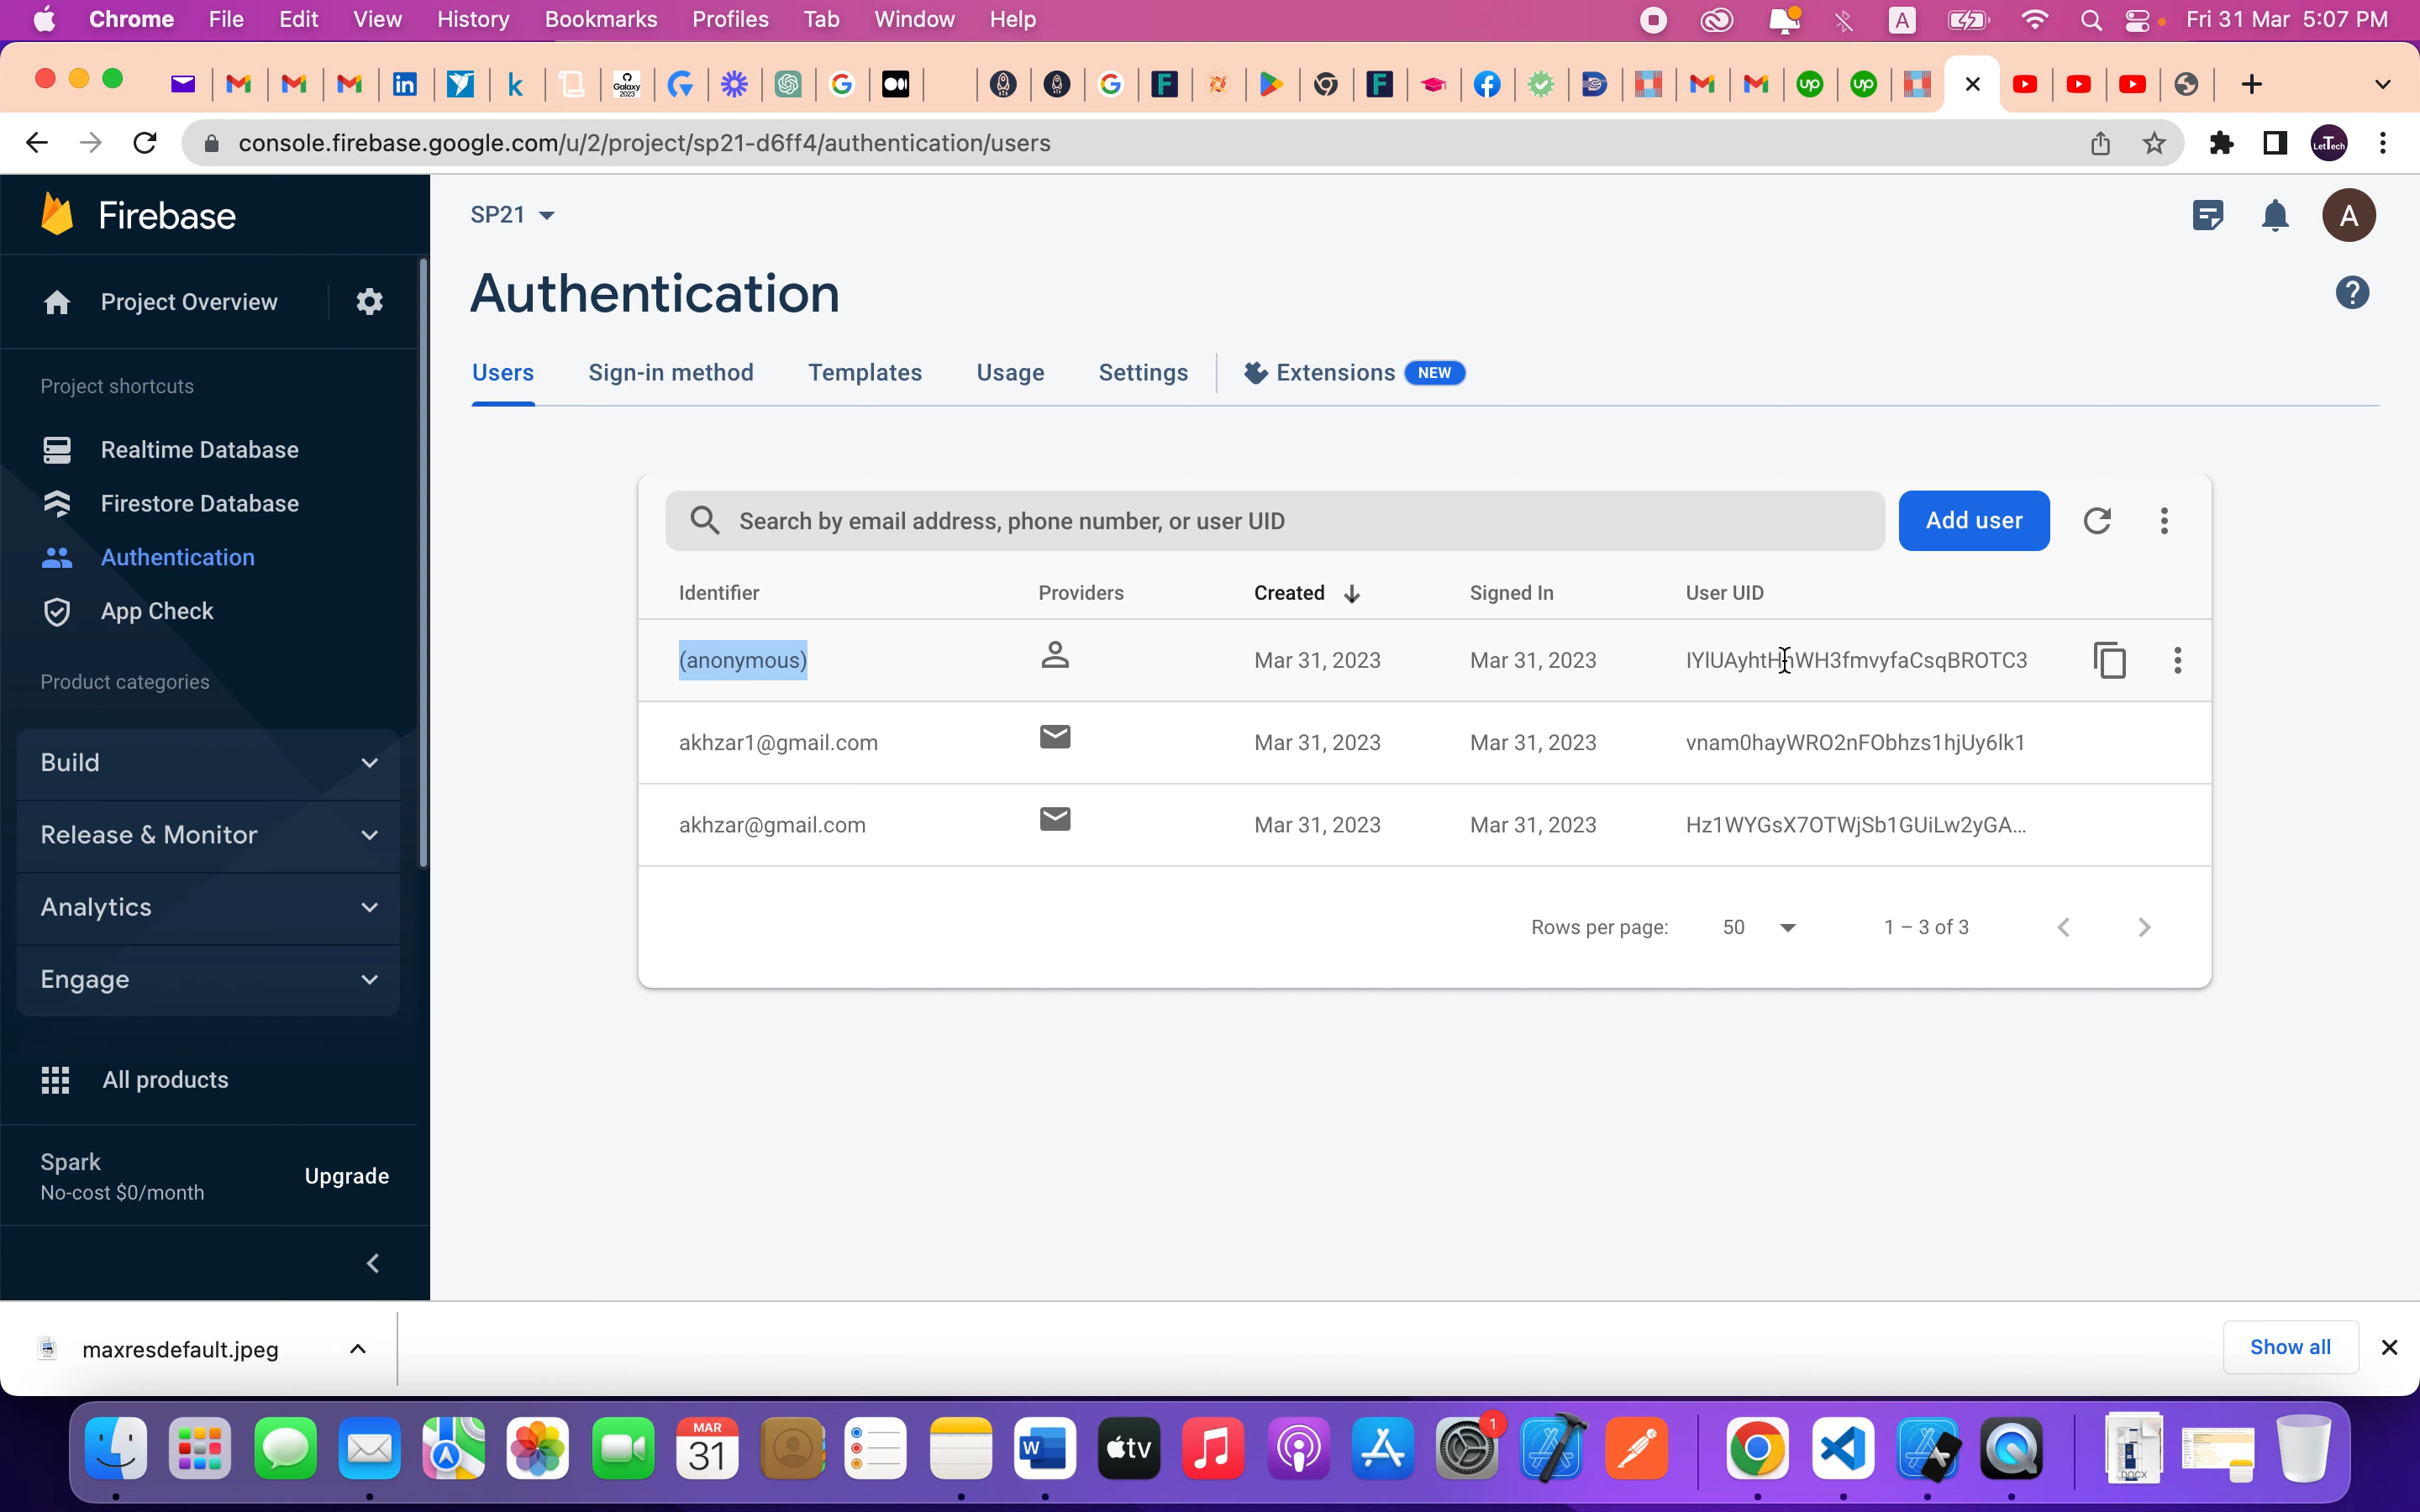 Chrome File Edit View History Bookmarks Profiles Tab Window Help A Fri 31 Mar 5:07 PM
console.firebase.google.com/u/2/project/sp21-d6ff4/authentication/users
Firebase
Project Overview
Project shortcuts
Realtime Database
Firestore Database
Authentication
App Check
Product categories
Build
Release & Monitor
Analytics
Engage
All products
Spark
No-cost $0/month
Upgrade
SP21
A
Authentication
Users Sign-in method Templates Usage Settings Extensions NEW
Search by email address, phone number, or user UID
Add user
Identifier Providers Created Signed In User UID
(anonymous) Mar 31, 2023 Mar 31, 2023 IYlUAyhtHnWH3fmvyfaCsqBROTC3
akhzar1@gmail.com Mar 31, 2023 Mar 31, 2023 vnam0hayWRO2nFObhzs1hjUy6lk1
akhzar@gmail.com Mar 31, 2023 Mar 31, 2023 Hz1WYGsX7OTWjSb1GUiLw2yGA...
Rows per page: 50 1 – 3 of 3
maxresdefault.jpeg
Show all
MAR
31
W
tv
1
DOCX